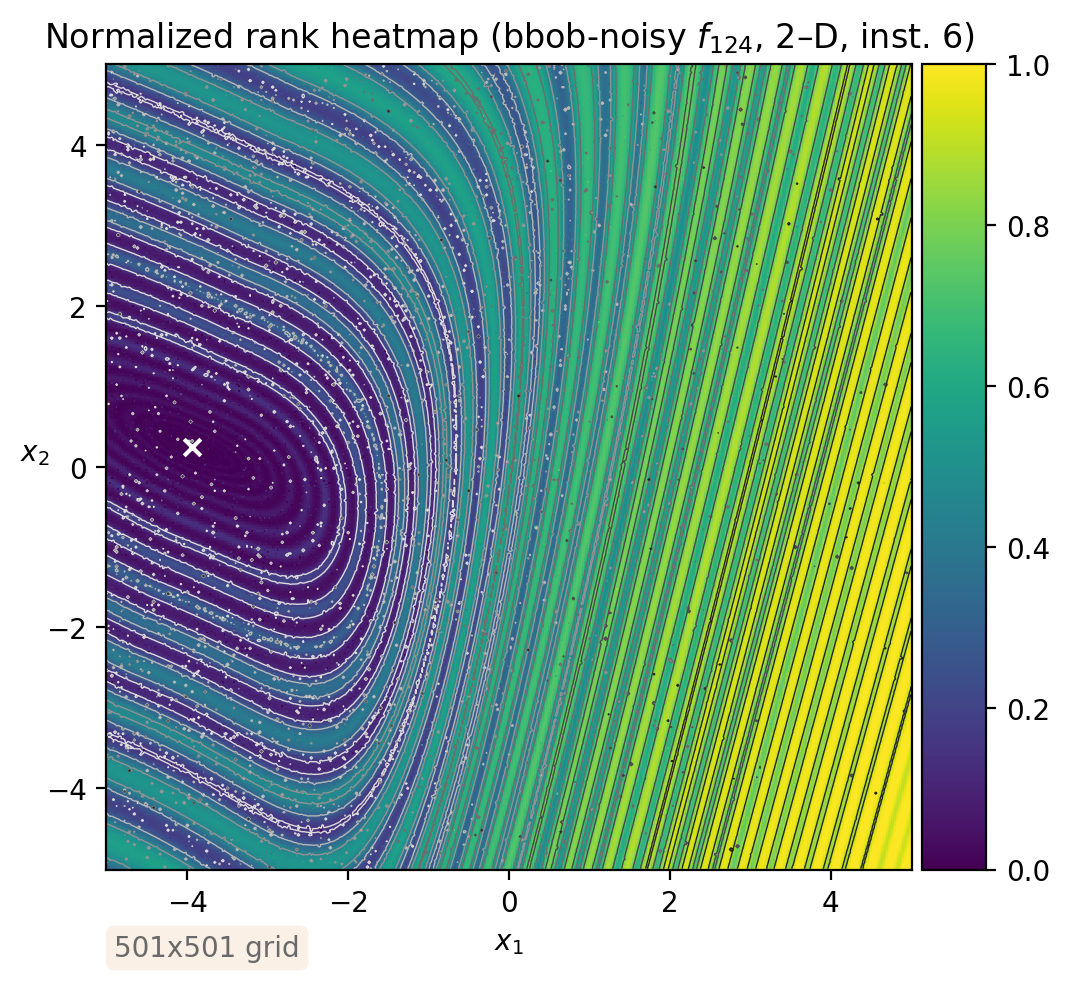 Normalized rank heatmap (bbob-noisy f124, 2–D, inst. 6)
1.0
0.8
0.6
0.4
0.2
0.0
4
2
0
−2
−4
x2
−4 −2 0 2 4
x1
501x501 grid